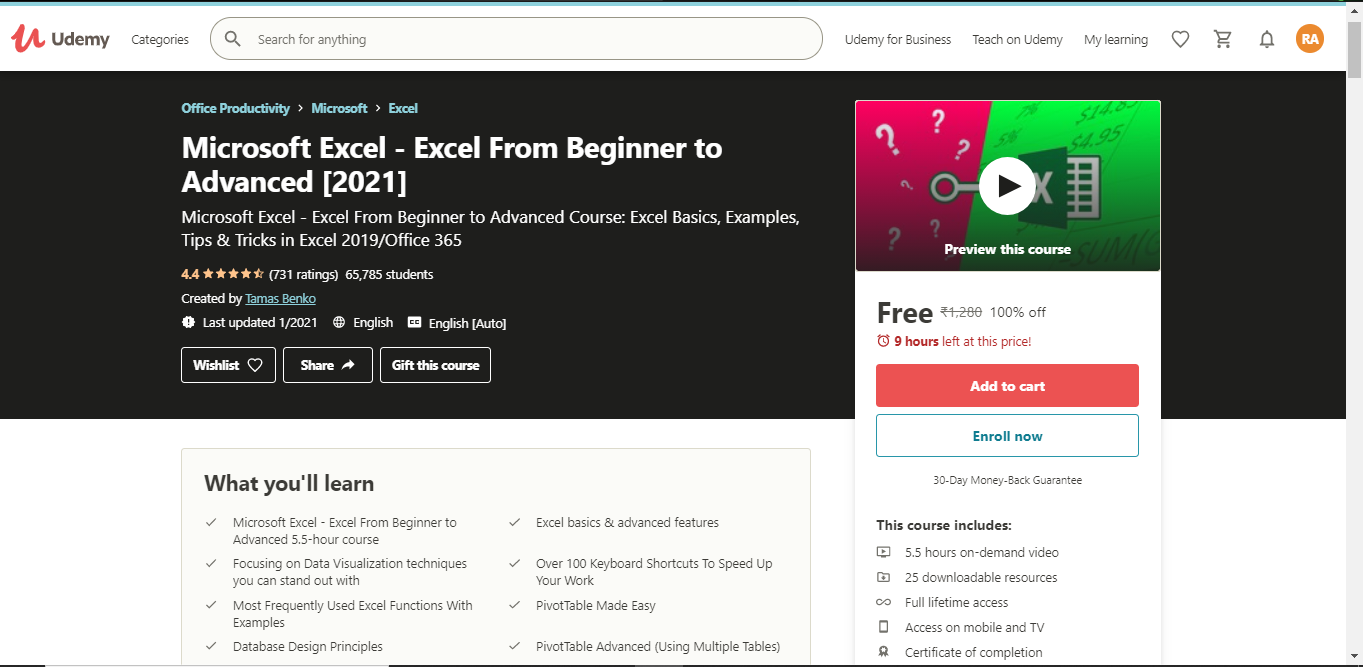 Udemy
Categories
Search for anything
Udemy for Business
Teach on Udemy
My learning
RA
Office Productivity > Microsoft > Excel
Microsoft Excel - Excel From Beginner to
Advanced [2021]
Microsoft Excel - Excel From Beginner to Advanced Course: Excel Basics, Examples,
Tips & Tricks in Excel 2019/Office 365
4.4 (731 ratings) 65,785 students
Created by Tamas Benko
Last updated 1/2021 English CC English [Auto]
Wishlist
Share
Gift this course
$4.95
5%
X
Preview this course
Free ₹1,280 100% off
9 hours left at this price!
Add to cart
Enroll now
30-Day Money-Back Guarantee
This course includes:
5.5 hours on-demand video
25 downloadable resources
Full lifetime access
Access on mobile and TV
Certificate of completion
What you'll learn
Microsoft Excel - Excel From Beginner to
Advanced 5.5-hour course
Focusing on Data Visualization techniques
you can stand out with
Most Frequently Used Excel Functions With
Examples
Database Design Principles
Excel basics & advanced features
Over 100 Keyboard Shortcuts To Speed Up
Your Work
PivotTable Made Easy
PivotTable Advanced (Using Multiple Tables)